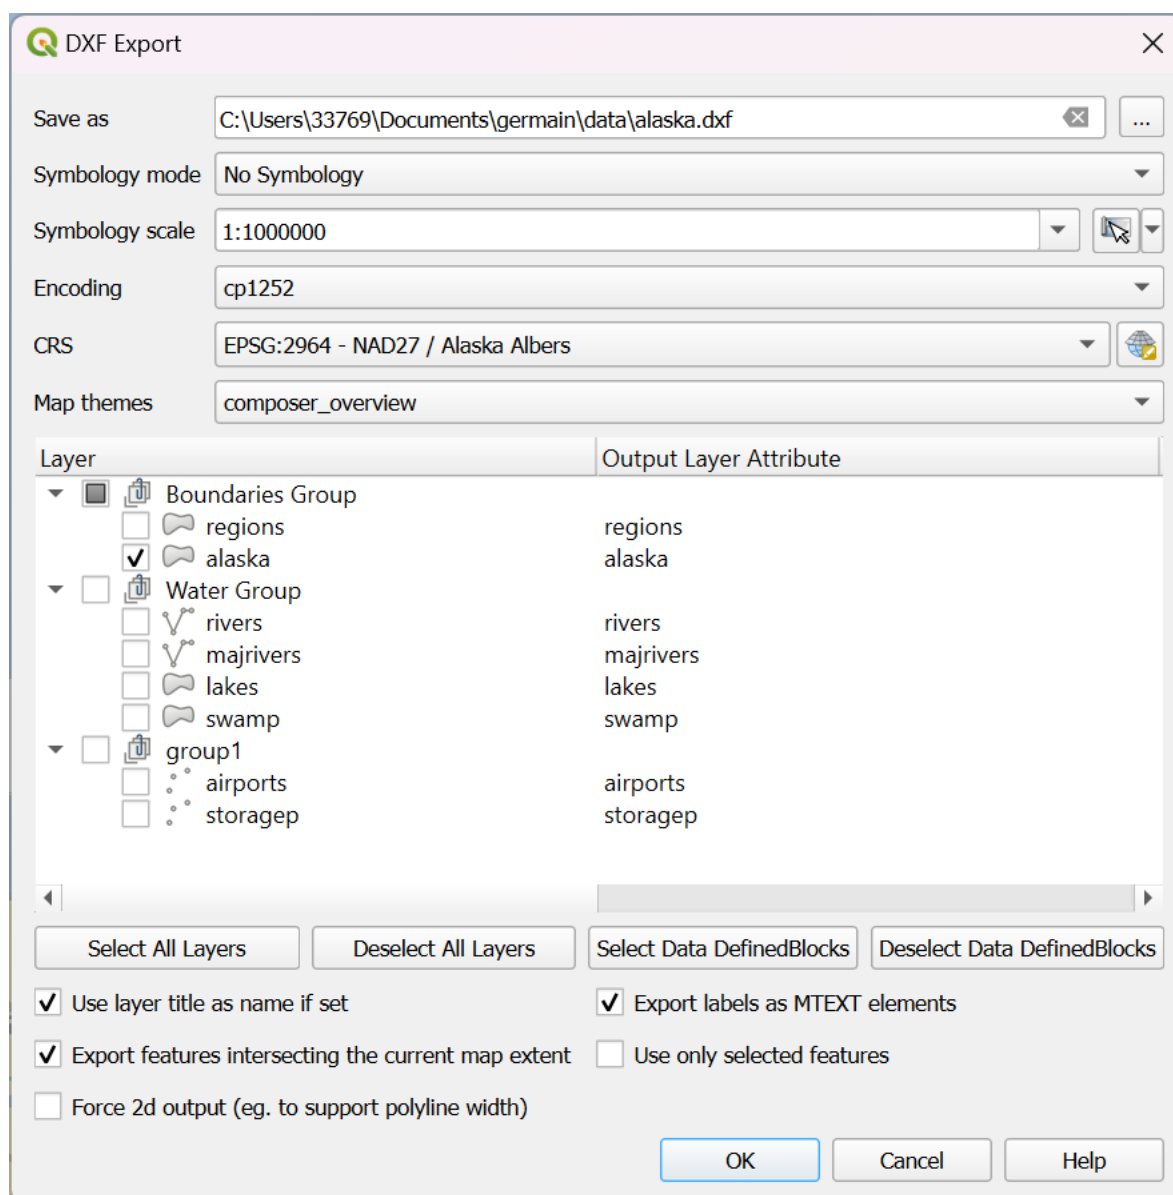 DXF Export
Save as C:\Users\33769\Documents\germain\data\alaska.dxf ...
Symbology mode No Symbology
Symbology scale 1:1000000
Encoding cp1252
CRS EPSG:2964 - NAD27 / Alaska Albers
Map themes composer_overview
Layer Output Layer Attribute
Boundaries Group
regions regions
alaska alaska
Water Group
rivers rivers
majrivers majrivers
lakes lakes
swamp swamp
group1
airports airports
storagep storagep
Select All Layers Deselect All Layers Select Data DefinedBlocks Deselect Data DefinedBlocks
Use layer title as name if set Export labels as MTEXT elements
Export features intersecting the current map extent Use only selected features
Force 2d output (eg. to support polyline width)
OK Cancel Help